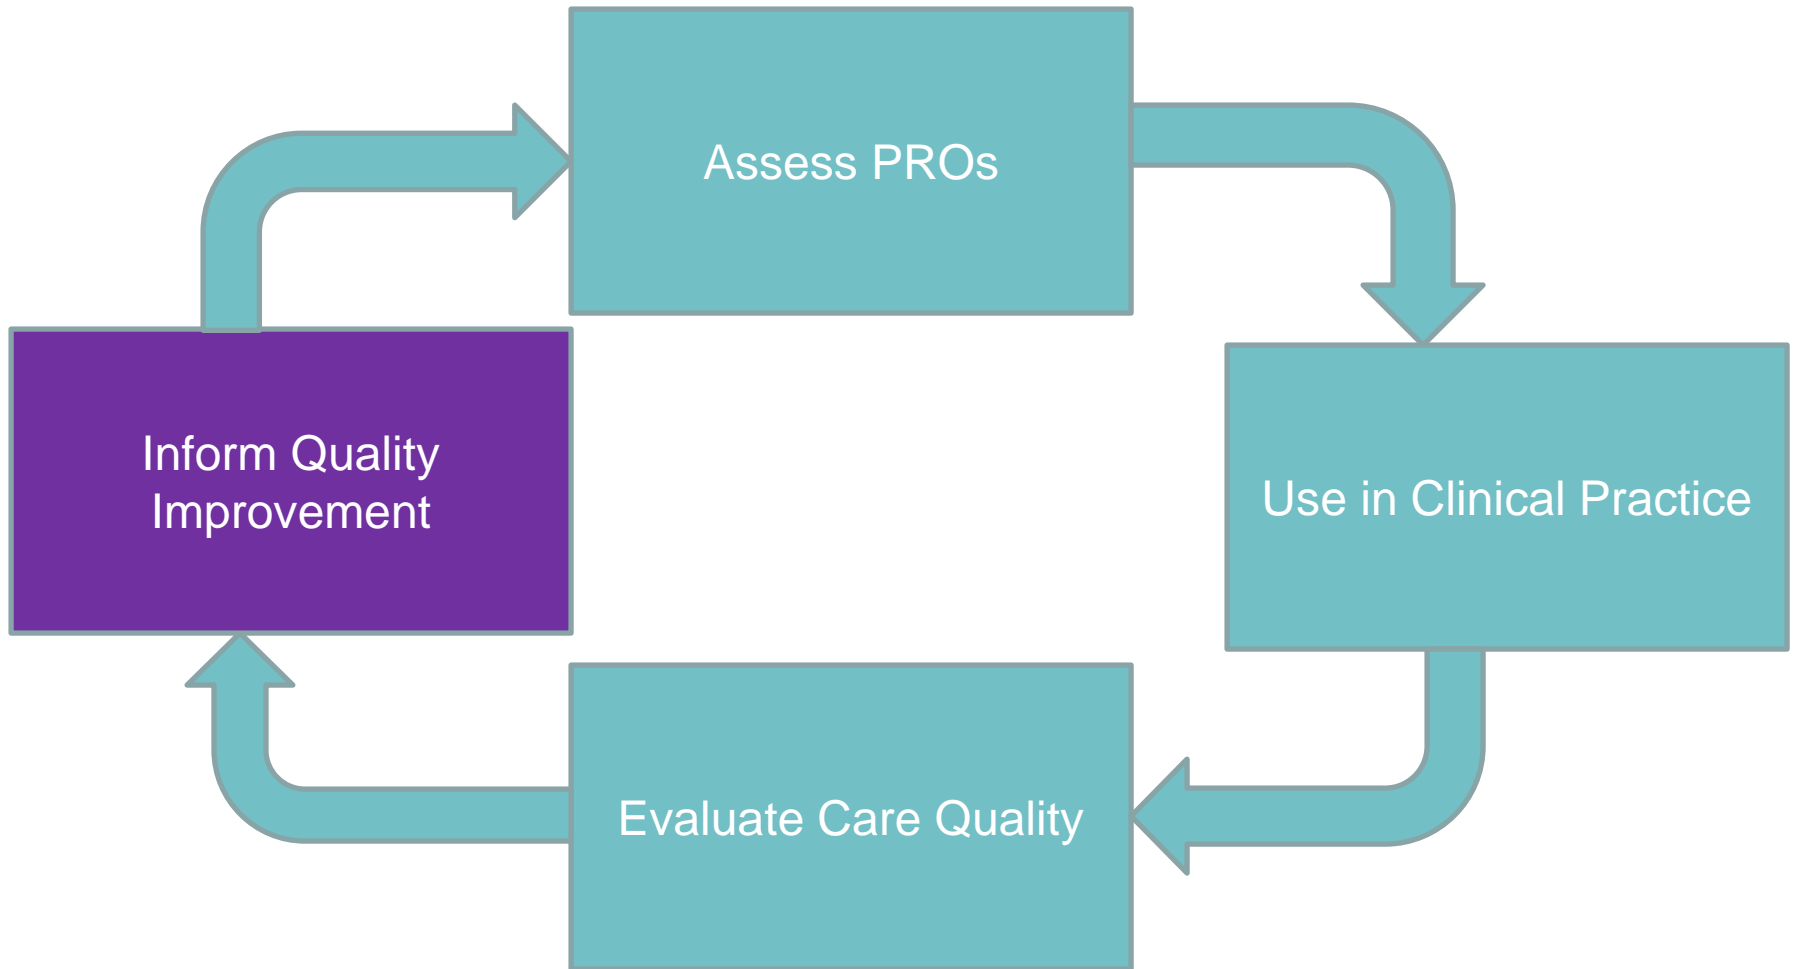 Assess PROs
Inform Quality
Improvement
Use in Clinical Practice
Evaluate Care Quality